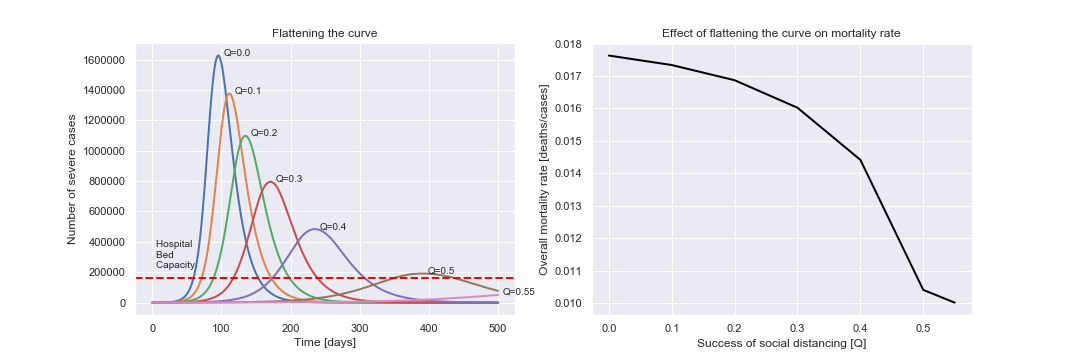 Flattening the curve
Number of severe cases
1600000
1400000
1200000
1000000
800000
600000
400000
200000
0
Q=0.0
Q=0.1
Q=0.2
Q=0.3
Q=0.4
Q=0.5
Q=0.55
Hospital
Bed
Capacity
0
100
200
300
400
500
Time [days]
Effect of flattening the curve on mortality rate
Overall mortality rate [deaths/cases]
0.018
0.017
0.016
0.015
0.014
0.013
0.012
0.011
0.010
0.0
0.1
0.2
0.3
0.4
0.5
Success of social distancing [Q]